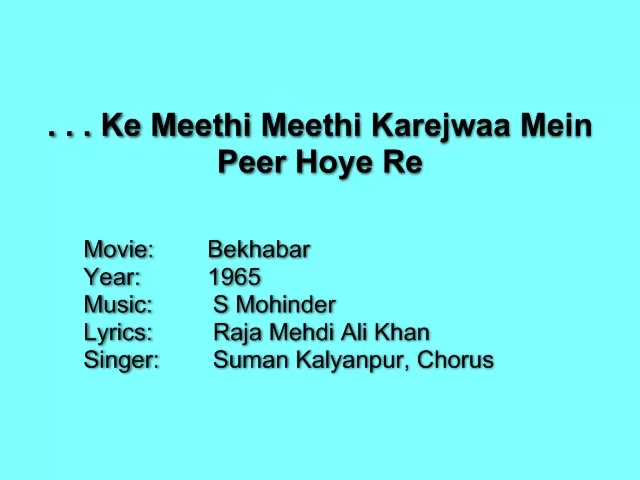 . . . Ke Meethi Meethi Karejwaa Mein
Peer Hoye Re
Movie: Bekhabar
Year: 1965
Music: S Mohinder
Lyrics: Raja Mehdi Ali Khan
Singer: Suman Kalyanpur, Chorus